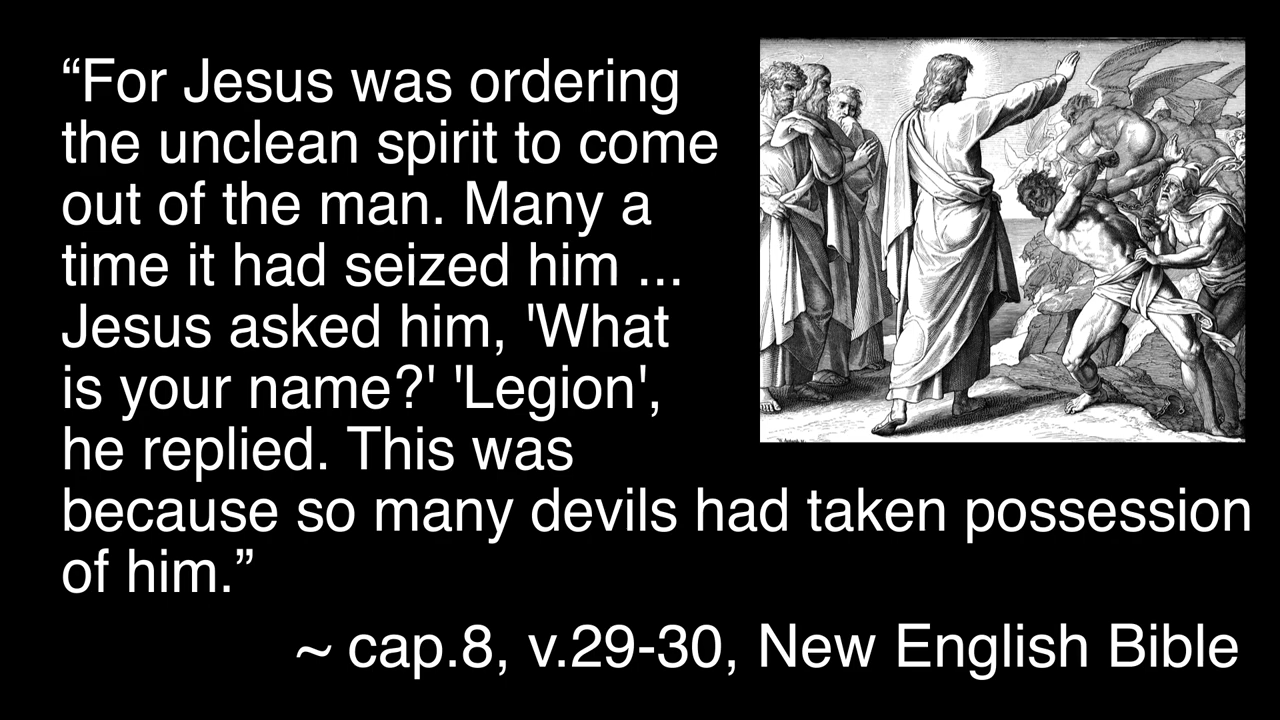 “For Jesus was ordering
the unclean spirit to come
out of the man. Many a
time it had seized him ...
Jesus asked him, 'What
is your name?' 'Legion',
he replied. This was
because so many devils had taken possession
of him.”
~ cap.8, v.29-30, New English Bible